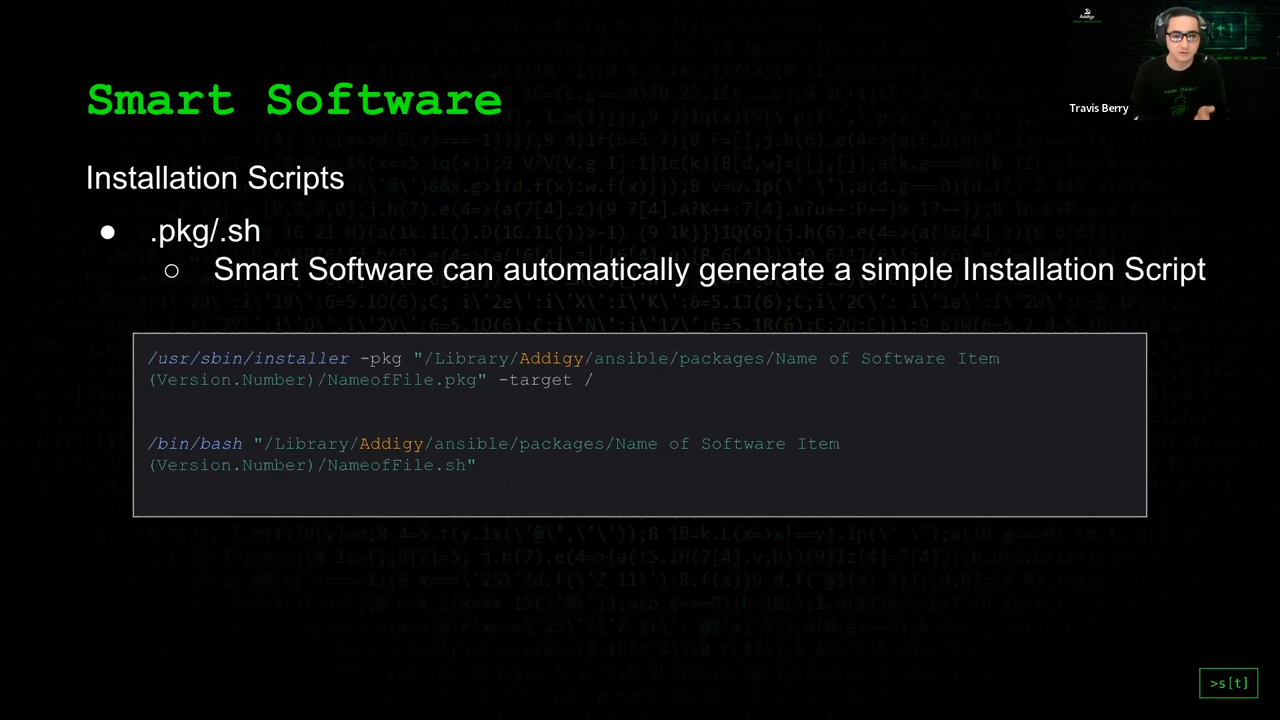 Addigy
Travis Berry
Smart Software
Installation Scripts
● .pkg/.sh
○ Smart Software can automatically generate a simple Installation Script
/usr/sbin/installer -pkg "/Library/Addigy/ansible/packages/Name of Software Item
(Version.Number)/NameofFile.pkg" -target /
/bin/bash "/Library/Addigy/ansible/packages/Name of Software Item
(Version.Number)/NameofFile.sh"
>s[t]